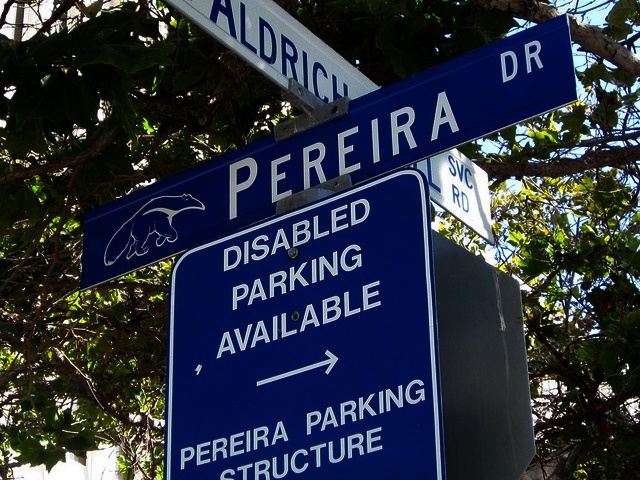 ALDRICH
PEREIRA DR
SVC
RD
DISABLED
PARKING
AVAILABLE
PEREIRA PARKING
STRUCTURE